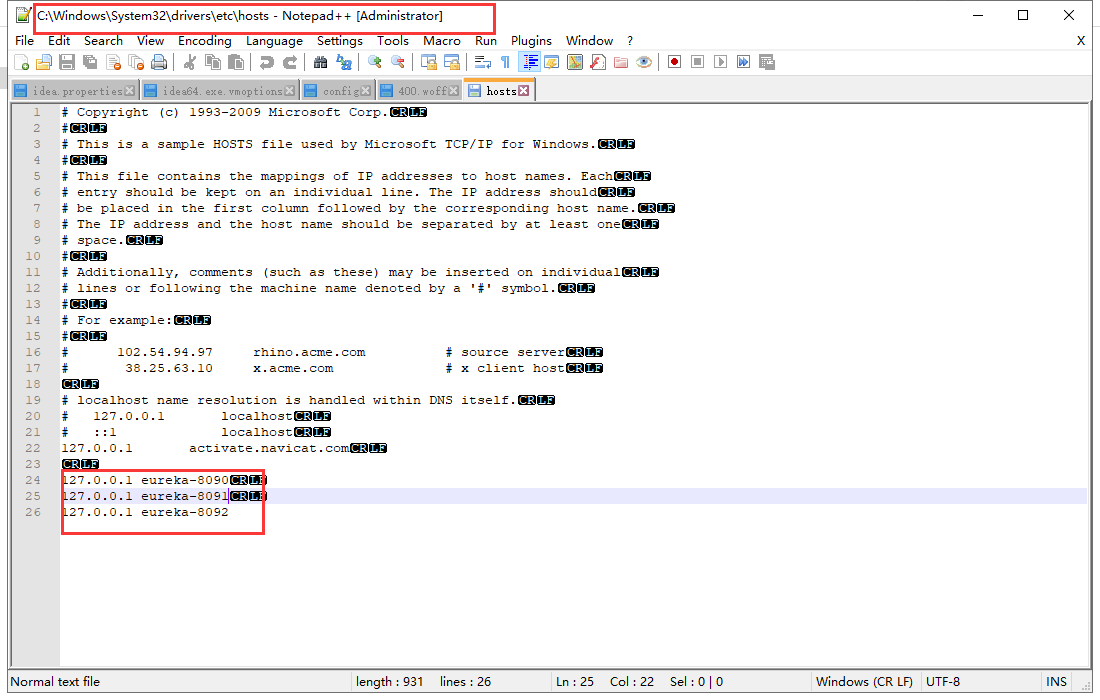 C:\Windows\System32\drivers\etc\hosts - Notepad++ [Administrator]
File Edit Search View Encoding Language Settings Tools Macro Run Plugins Window ? X
idea.properties idea64.exe.vmoptions config 400.woff hosts
1 # Copyright (c) 1993-2009 Microsoft Corp.CRLF
2 #CRLF
3 # This is a sample HOSTS file used by Microsoft TCP/IP for Windows.CRLF
4 #CRLF
5 # This file contains the mappings of IP addresses to host names. EachCRLF
6 # entry should be kept on an individual line. The IP address shouldCRLF
7 # be placed in the first column followed by the corresponding host name.CRLF
8 # The IP address and the host name should be separated by at least oneCRLF
9 # space.CRLF
10 #CRLF
11 # Additionally, comments (such as these) may be inserted on individualCRLF
12 # lines or following the machine name denoted by a '#' symbol.CRLF
13 #CRLF
14 # For example:CRLF
15 #CRLF
16 #      102.54.94.97     rhino.acme.com          # source serverCRLF
17 #       38.25.63.10     x.acme.com              # x client hostCRLF
18 CRLF
19 # localhost name resolution is handled within DNS itself.CRLF
20 #   127.0.0.1       localhostCRLF
21 #   ::1             localhostCRLF
22 127.0.0.1       activate.navicat.comCRLF
23 CRLF
24 127.0.0.1 eureka-8090CRLF
25 127.0.0.1 eureka-8091CRLF
26 127.0.0.1 eureka-8092
Normal text file length : 931 lines : 26 Ln : 25 Col : 22 Sel : 0 | 0 Windows (CR LF) UTF-8 INS